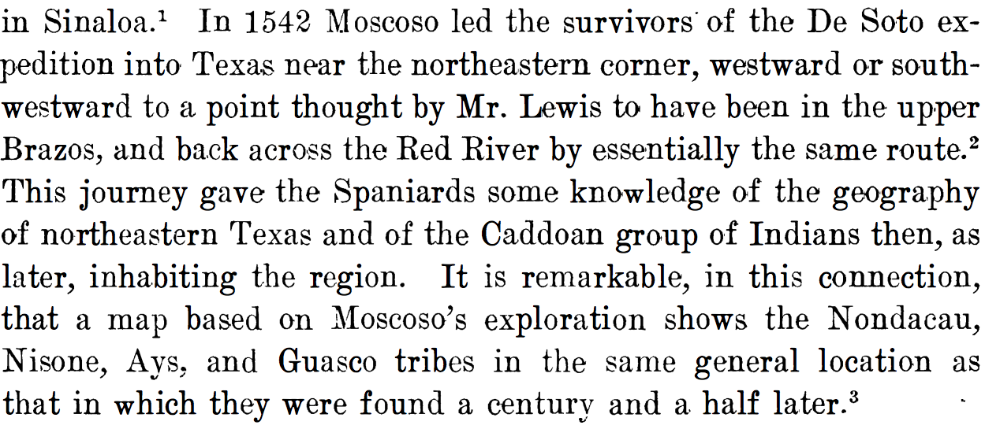 in Sinaloa.¹ In 1542 Moscoso led the survivors of the De Soto ex-
pedition into Texas near the northeastern corner, westward or south-
westward to a point thought by Mr. Lewis to have been in the upper
Brazos, and back across the Red River by essentially the same route.²
This journey gave the Spaniards some knowledge of the geography
of northeastern Texas and of the Caddoan group of Indians then, as
later, inhabiting the region. It is remarkable, in this connection,
that a map based on Moscoso's exploration shows the Nondacau,
Nisone, Ays, and Guasco tribes in the same general location as
that in which they were found a century and a half later.³